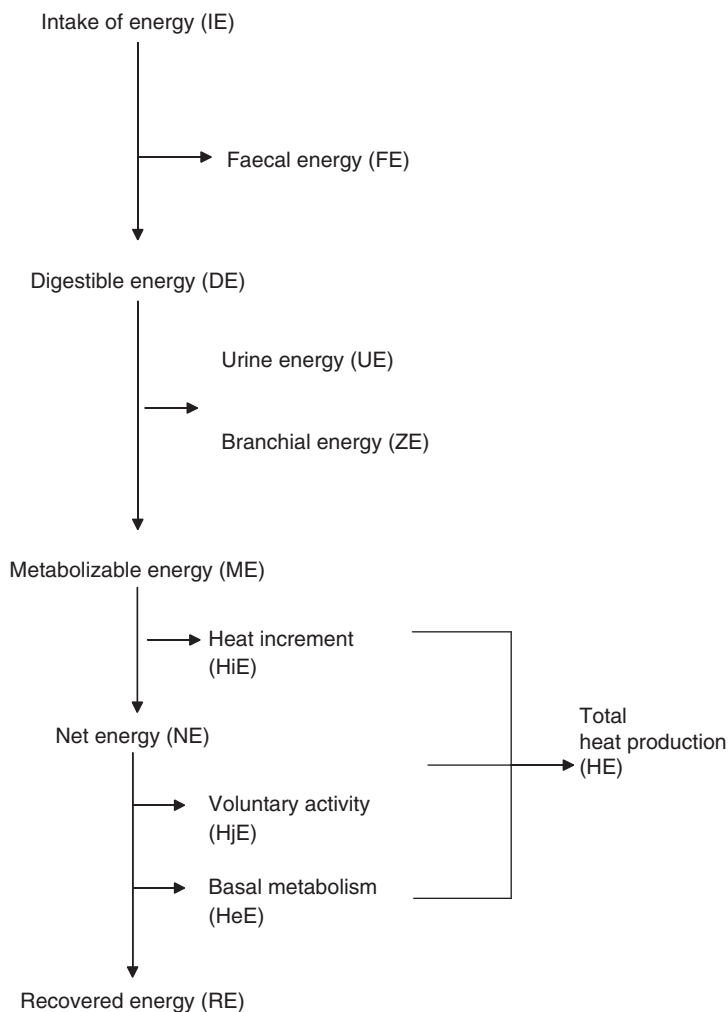 Intake of energy (IE)
Faecal energy (FE)
Digestible energy (DE)
Urine energy (UE)
Branchial energy (ZE)
Metabolizable energy (ME)
Heat increment
(HiE)
Net energy (NE)
Total
heat production
(HE)
Voluntary activity
(HjE)
Basal metabolism
(HeE)
Recovered energy (RE)